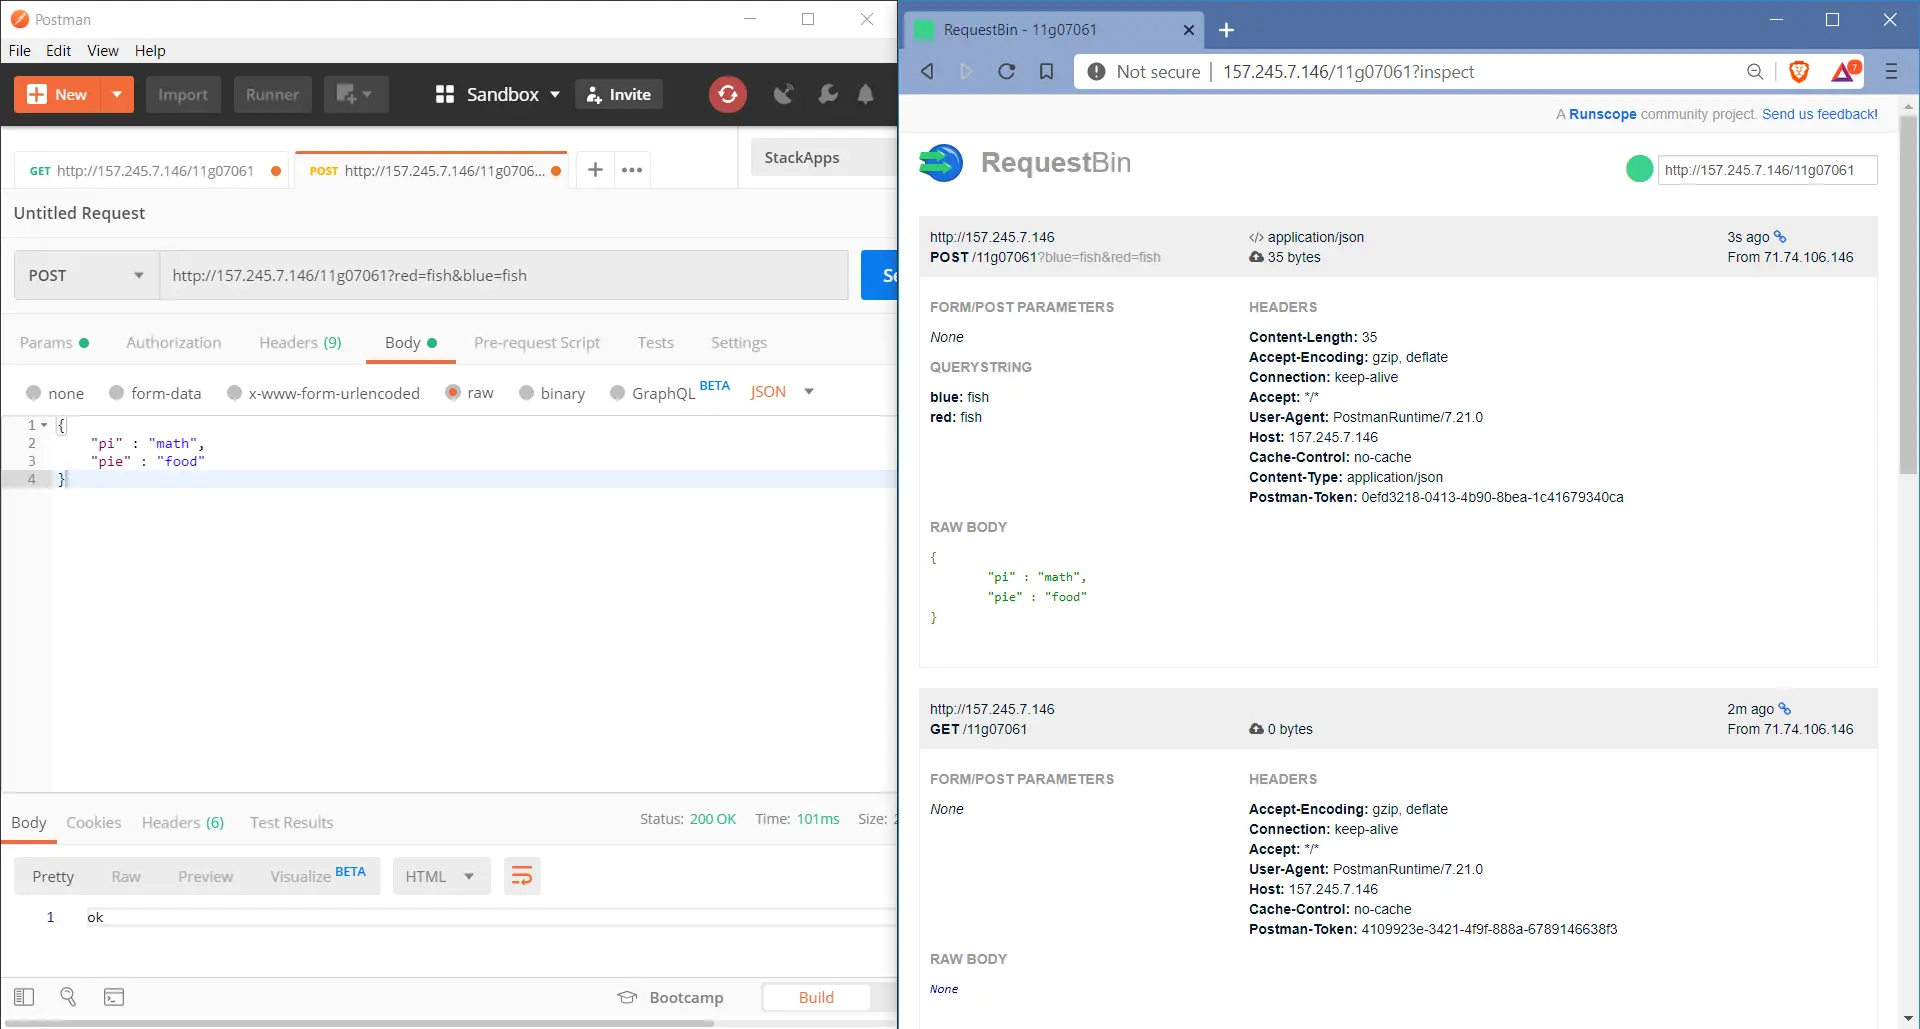 Postman
File Edit View Help
New Import Runner Sandbox Invite
GET http://157.245.7.146/11g07061
POST http://157.245.7.146/11g0706...
StackApps
Untitled Request
POST http://157.245.7.146/11g07061?red=fish&blue=fish
Params Authorization Headers (9) Body Pre-request Script Tests Settings
none form-data x-www-form-urlencoded raw binary GraphQL BETA JSON
1 {
2 "pi" : "math",
3 "pie" : "food"
4 }
Body Cookies Headers (6) Test Results Status: 200 OK Time: 101ms Size:
Pretty Raw Preview Visualize BETA HTML
1 ok
Bootcamp Build
RequestBin - 11g07061
Not secure | 157.245.7.146/11g07061?inspect
7
A Runscope community project. Send us feedback!
RequestBin
http://157.245.7.146/11g07061
http://157.245.7.146 </> application/json 3s ago
POST /11g07061?blue=fish&red=fish 35 bytes From 71.74.106.146
FORM/POST PARAMETERS
None
QUERYSTRING
blue: fish
red: fish
HEADERS
Content-Length: 35
Accept-Encoding: gzip, deflate
Connection: keep-alive
Accept: */*
User-Agent: PostmanRuntime/7.21.0
Host: 157.245.7.146
Cache-Control: no-cache
Content-Type: application/json
Postman-Token: 0efd3218-0413-4b90-8bea-1c41679340ca
RAW BODY
{
"pi" : "math",
"pie" : "food"
}
http://157.245.7.146 2m ago
GET /11g07061 0 bytes From 71.74.106.146
FORM/POST PARAMETERS
None
HEADERS
Accept-Encoding: gzip, deflate
Connection: keep-alive
Accept: */*
User-Agent: PostmanRuntime/7.21.0
Host: 157.245.7.146
Cache-Control: no-cache
Postman-Token: 4109923e-3421-4f9f-888a-6789146638f3
RAW BODY
None